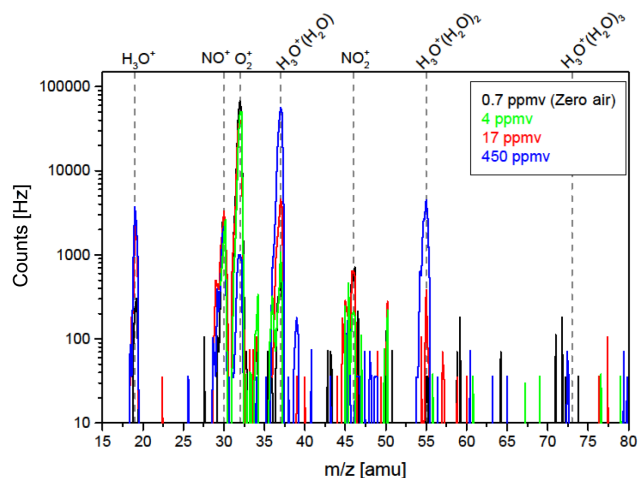 H₃O⁺ NO⁺ O₂⁺ H₃O⁺(H₂O) NO₂⁺ H₃O⁺(H₂O)₂ H₃O⁺(H₂O)₃
0.7 ppmv (Zero air)
4 ppmv
17 ppmv
450 ppmv
Counts [Hz]
100000
10000
1000
100
10
15 20 25 30 35 40 45 50 55 60 65 70 75 80
m/z [amu]